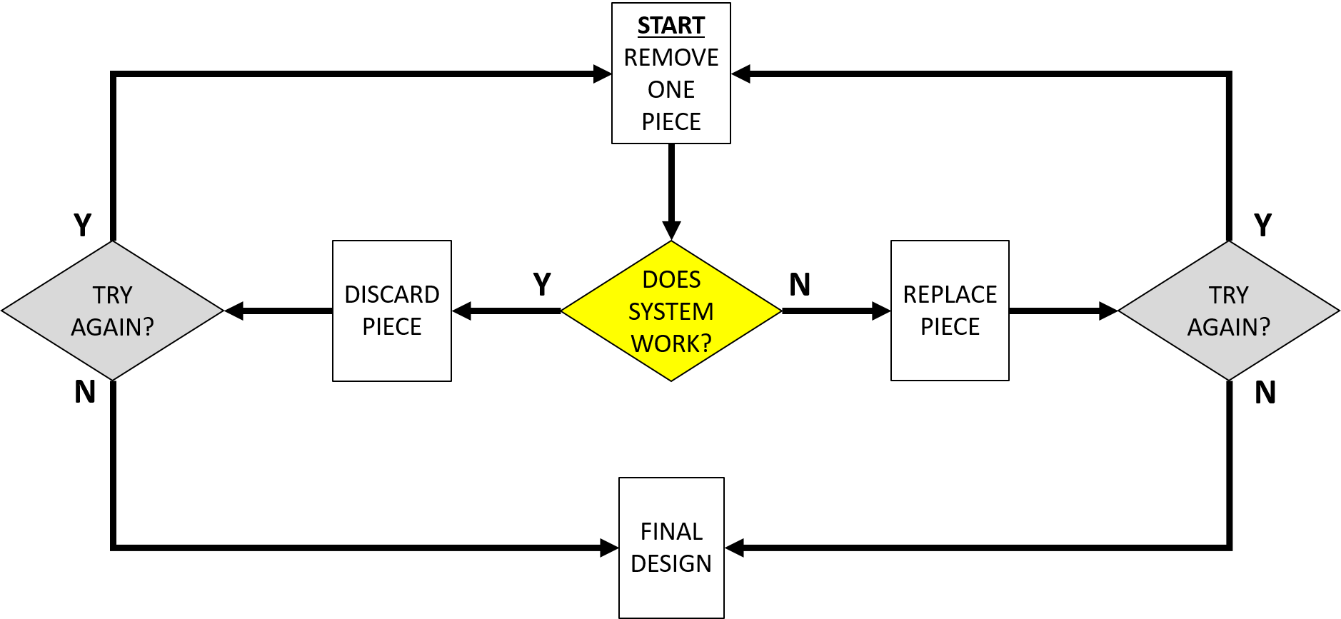 START
REMOVE
ONE
PIECE
Y
Y
TRY
AGAIN?
DISCARD
PIECE
Y
DOES
SYSTEM
WORK?
N
REPLACE
PIECE
TRY
AGAIN?
N
N
FINAL
DESIGN